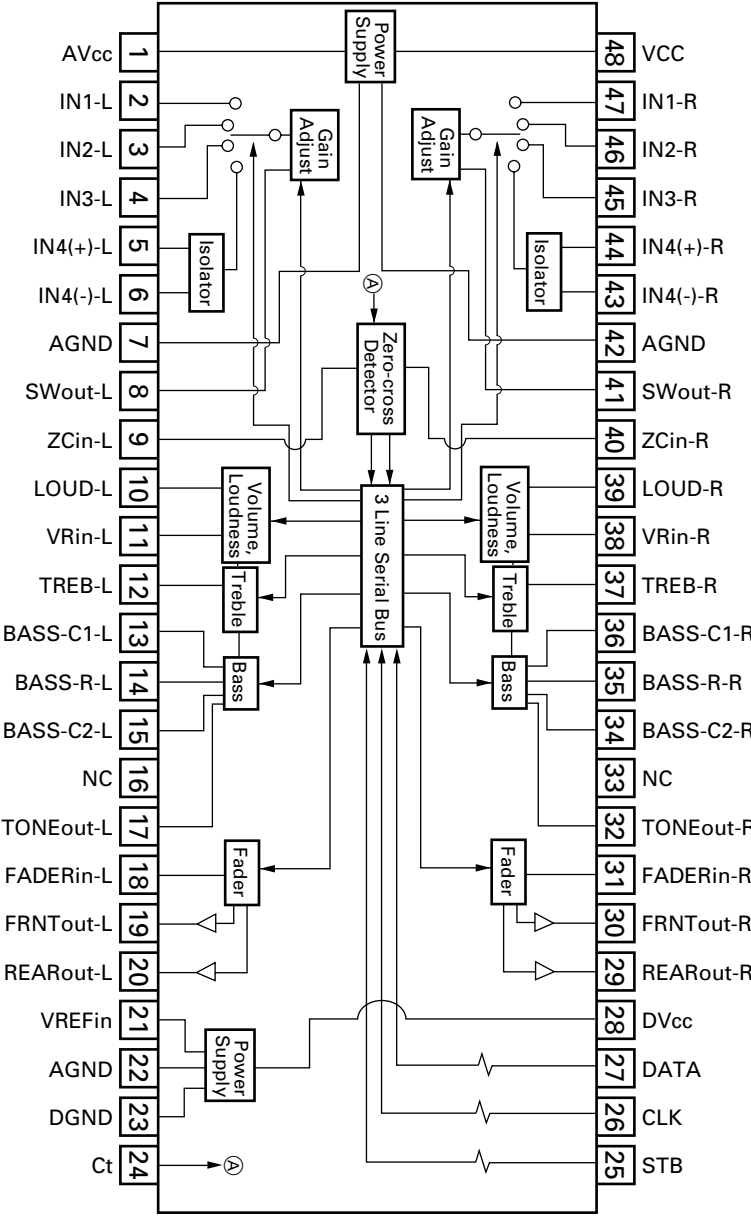 AVcc 1
IN1-L 2
IN2-L 3
IN3-L 4
IN4(+)-L 5
IN4(-)-L 6
AGND 7
SWout-L 8
ZCin-L 9
LOUD-L 10
VRin-L 11
TREB-L 12
BASS-C1-L 13
BASS-R-L 14
BASS-C2-L 15
NC 16
TONEout-L 17
FADERin-L 18
FRNTout-L 19
REARout-L 20
VREFin 21
AGND 22
DGND 23
Ct 24
Power
Supply
Gain
Adjust
Gain
Adjust
Isolator
Isolator
A
Zero-cross
Detector
Volume,
Loudness
3 Line Serial Bus
Volume,
Loudness
Treble
Treble
Bass
Bass
Fader
Fader
Power
Supply
A
48 VCC
47 IN1-R
46 IN2-R
45 IN3-R
44 IN4(+)-R
43 IN4(-)-R
42 AGND
41 SWout-R
40 ZCin-R
39 LOUD-R
38 VRin-R
37 TREB-R
36 BASS-C1-R
35 BASS-R-R
34 BASS-C2-R
33 NC
32 TONEout-R
31 FADERin-R
30 FRNTout-R
29 REARout-R
28 DVcc
27 DATA
26 CLK
25 STB